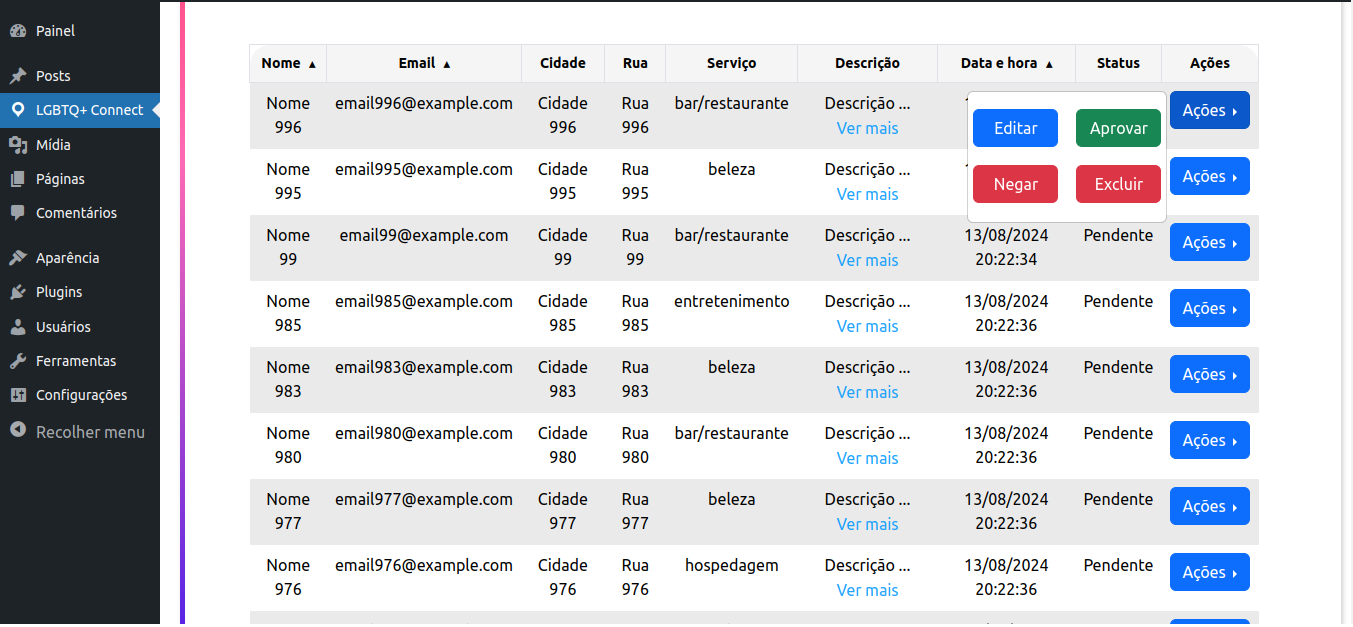 Painel
Posts
LGBTQ+ Connect
Mídia
Páginas
Comentários
Aparência
Plugins
Usuários
Ferramentas
Configurações
Recolher menu
Nome ▲ Email ▲ Cidade Rua Serviço Descrição Data e hora ▲ Status Ações
Nome 996 email996@example.com Cidade 996 Rua 996 bar/restaurante Descrição ... Ver mais Ações
Editar Aprovar
Negar Excluir
Nome 995 email995@example.com Cidade 995 Rua 995 beleza Descrição ... Ver mais Ações
Nome 99 email99@example.com Cidade 99 Rua 99 bar/restaurante Descrição ... Ver mais 13/08/2024 20:22:34 Pendente Ações
Nome 985 email985@example.com Cidade 985 Rua 985 entretenimento Descrição ... Ver mais 13/08/2024 20:22:36 Pendente Ações
Nome 983 email983@example.com Cidade 983 Rua 983 beleza Descrição ... Ver mais 13/08/2024 20:22:36 Pendente Ações
Nome 980 email980@example.com Cidade 980 Rua 980 bar/restaurante Descrição ... Ver mais 13/08/2024 20:22:36 Pendente Ações
Nome 977 email977@example.com Cidade 977 Rua 977 beleza Descrição ... Ver mais 13/08/2024 20:22:36 Pendente Ações
Nome 976 email976@example.com Cidade 976 Rua 976 hospedagem Descrição ... Ver mais 13/08/2024 20:22:36 Pendente Ações